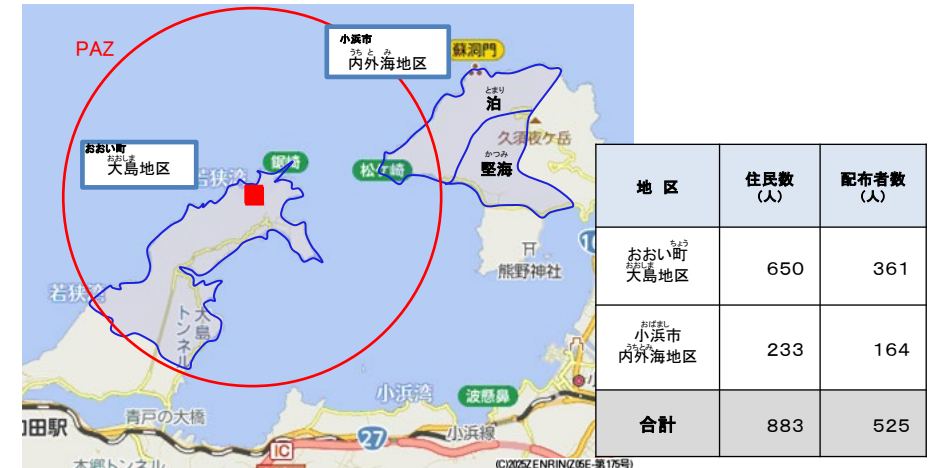 PAZ
小浜市
うちとみ
内外海地区
蘇洞門
とまり
泊
久須夜ケ岳
かつみ
堅海
おおい町
おおしま
大島地区
若狭湾
鋸崎
松ケ崎
熊野神社
若狭湾
大島
トンネル
小浜湾
波懸鼻
青戸の大橋
田駅
27
小浜線
IC
本郷トンネル
(C)2025ZENRIN(Z05E-第175号)
地 区 住民数 配布者数
(人) (人)
ちょう
おおい町
おおしま
大島地区 650 361
おばまし
小浜市
うちとみ
内外海地区 233 164
合計 883 525